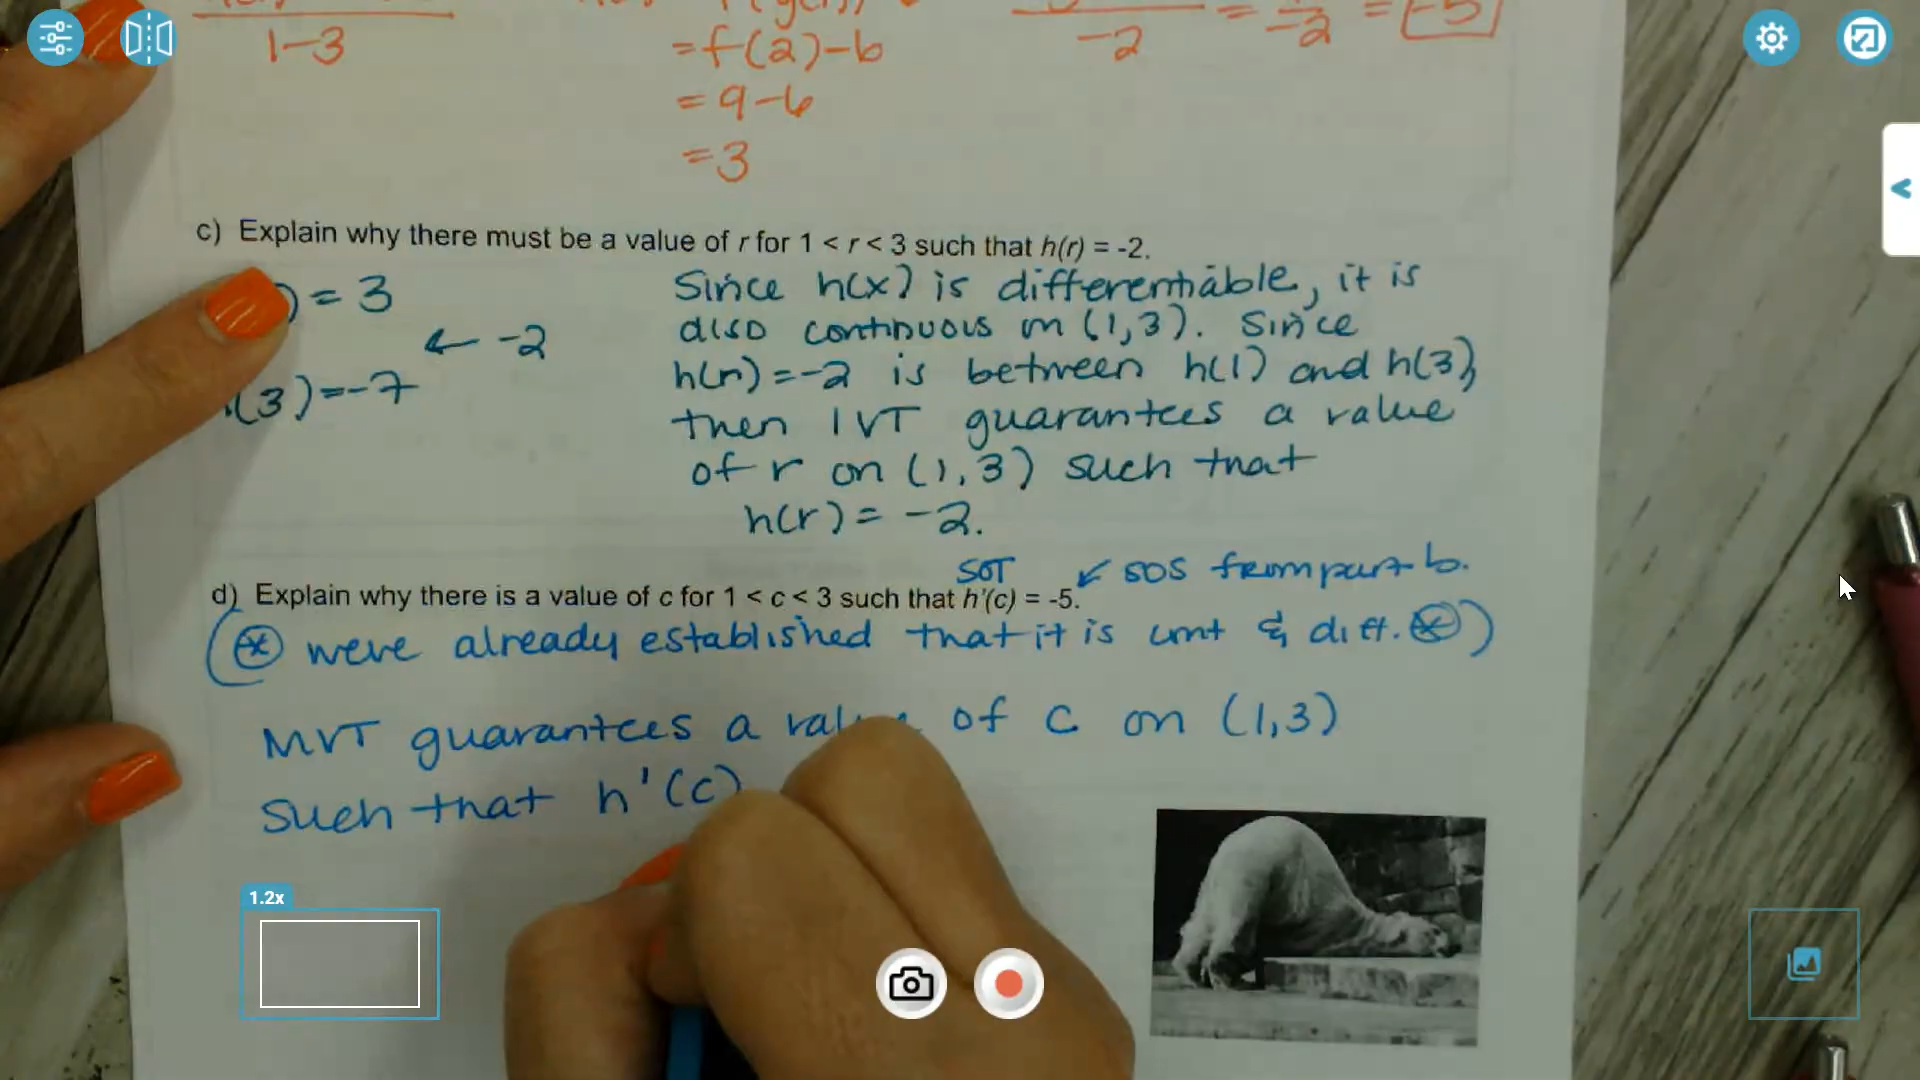 1-3
=f(2)-6
-2
=
-2
= -5
=9-6
=3
c) Explain why there must be a value of r for 1 < r < 3 such that h(r) = -2.
) = 3
← -2
(3)=-7
Since h(x) is differentiable, it is
also continuous on (1,3). Since
h(r)=-2 is between h(1) and h(3),
then IVT guarantees a value
of r on (1,3) such that
h(r) = -2.
SOT ↙ SOS from part b.
d) Explain why there is a value of c for 1 < c < 3 such that h'(c) = -5.
(* weve already established that it is cont & diff. *)
MVT guarantees a value of c on (1,3)
such that h'(c)
1.2x